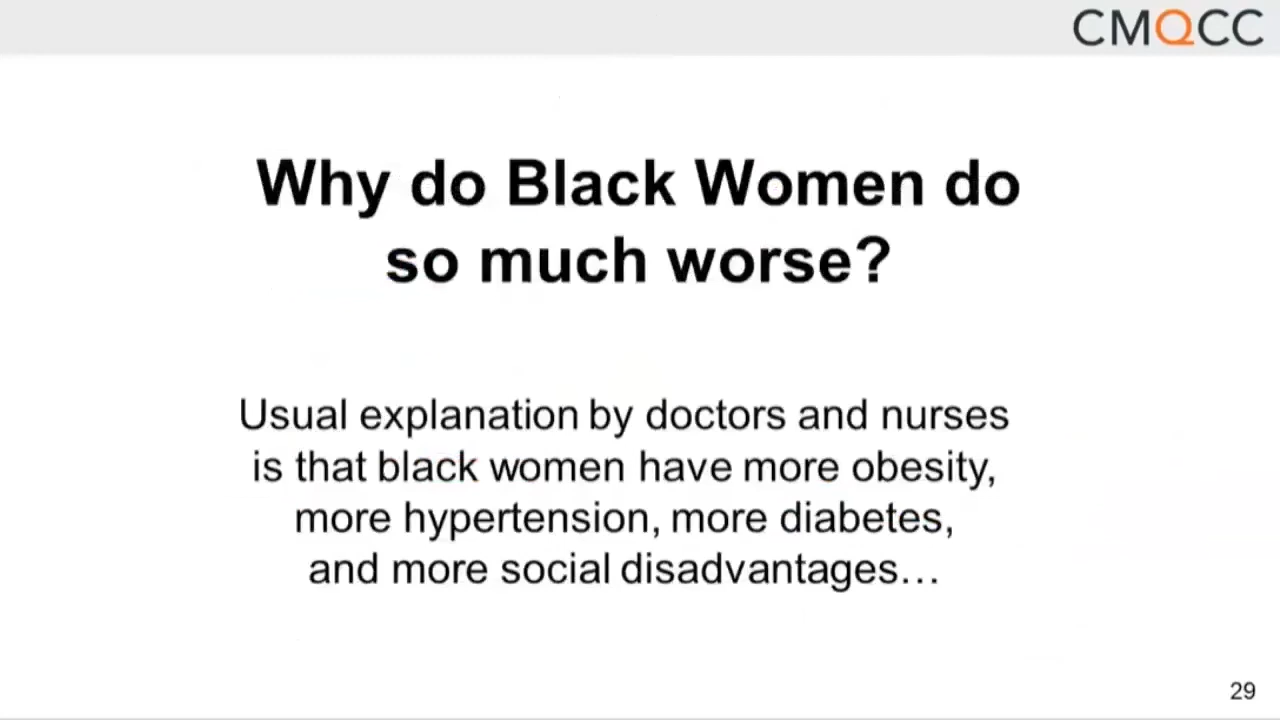 CMQCC
Why do Black Women do
so much worse?
Usual explanation by doctors and nurses
is that black women have more obesity,
more hypertension, more diabetes,
and more social disadvantages…
29